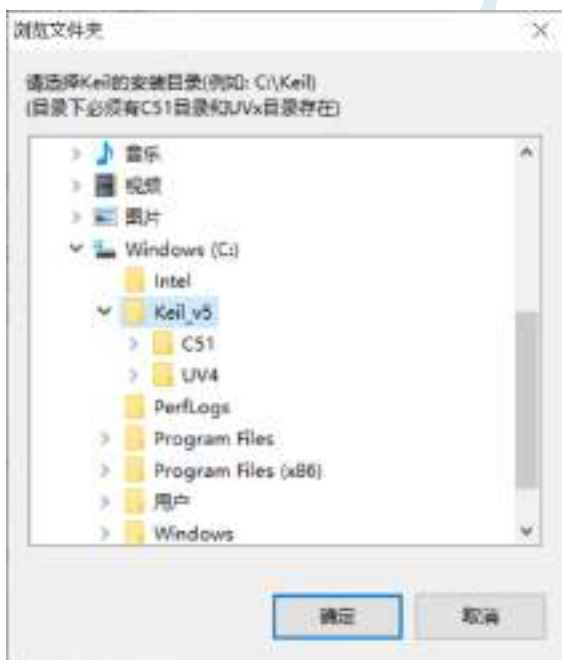 浏览文件夹
请选择Keil的安装目录(例如: C:\Keil)
(目录下必须有C51目录和UVx目录存在)
音乐
视频
图片
Windows (C:)
Intel
Keil_v5
C51
UV4
PerfLogs
Program Files
Program Files (x86)
用户
Windows
确定
取消